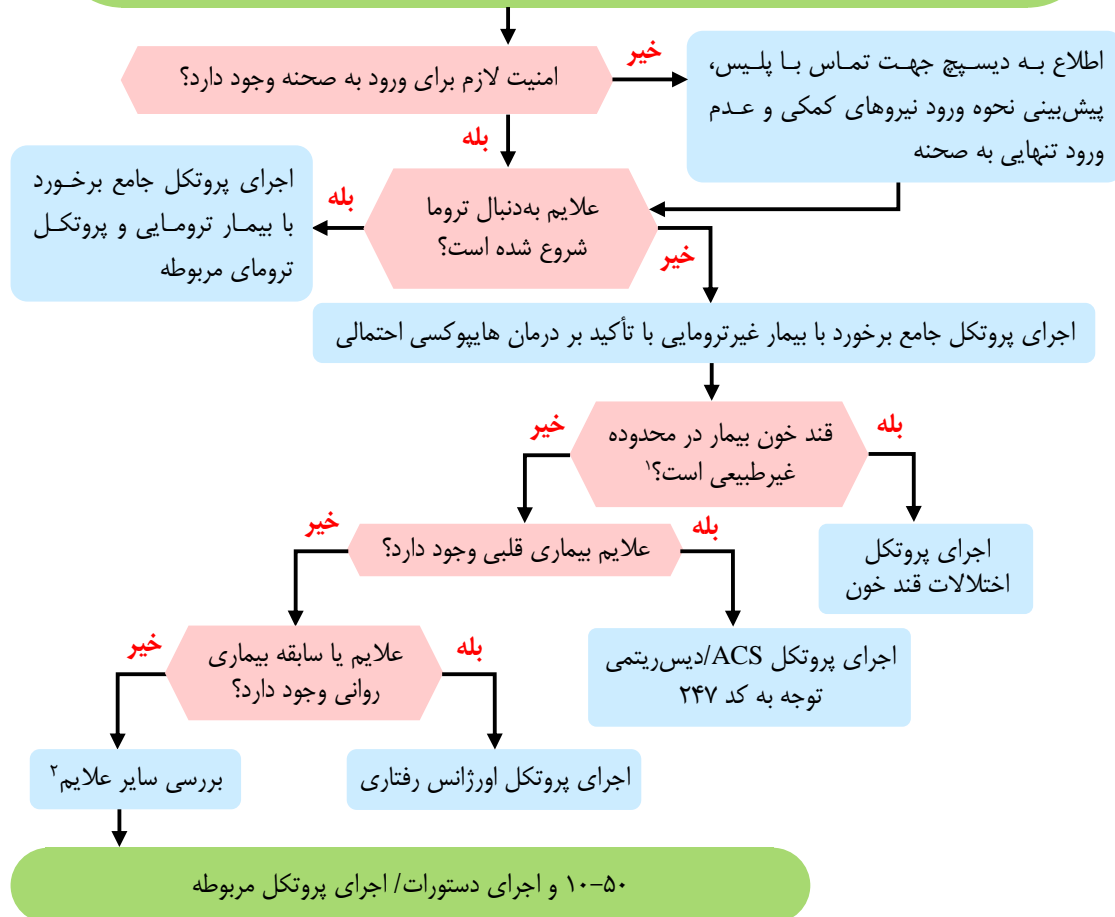 خیر
امنیت لازم برای ورود به صحنه وجود دارد؟
اطلاع به دیسپچ جهت تماس با پلیس،
پیش‌بینی نحوه ورود نیروهای کمکی و عدم
ورود تنهایی به صحنه
بله
علایم به‌دنبال تروما
شروع شده است؟
بله
اجرای پروتکل جامع برخورد
با بیمار ترومایی و پروتکل
ترومای مربوطه
خیر
اجرای پروتکل جامع برخورد با بیمار غیرترومایی با تأکید بر درمان هایپوکسی احتمالی
قند خون بیمار در محدوده
غیرطبیعی است؟۱
بله
خیر
اجرای پروتکل
اختلالات قند خون
علایم بیماری قلبی وجود دارد؟
بله
خیر
اجرای پروتکل ACS/دیس‌ریتمی
توجه به کد ۲۴۷
علایم یا سابقه بیماری
روانی وجود دارد؟
بله
خیر
اجرای پروتکل اورژانس رفتاری
بررسی سایر علایم۲
۱۰-۵۰ و اجرای دستورات/ اجرای پروتکل مربوطه